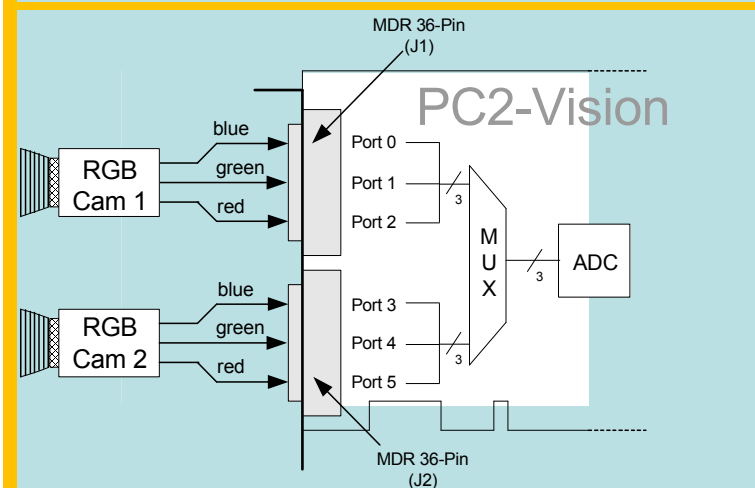 MDR 36-Pin
(J1)
PC2-Vision
blue
green
red
RGB
Cam 1
Port 0
Port 1
Port 2
3
M
U
X
3
ADC
blue
green
red
RGB
Cam 2
Port 3
Port 4
Port 5
3
MDR 36-Pin
(J2)